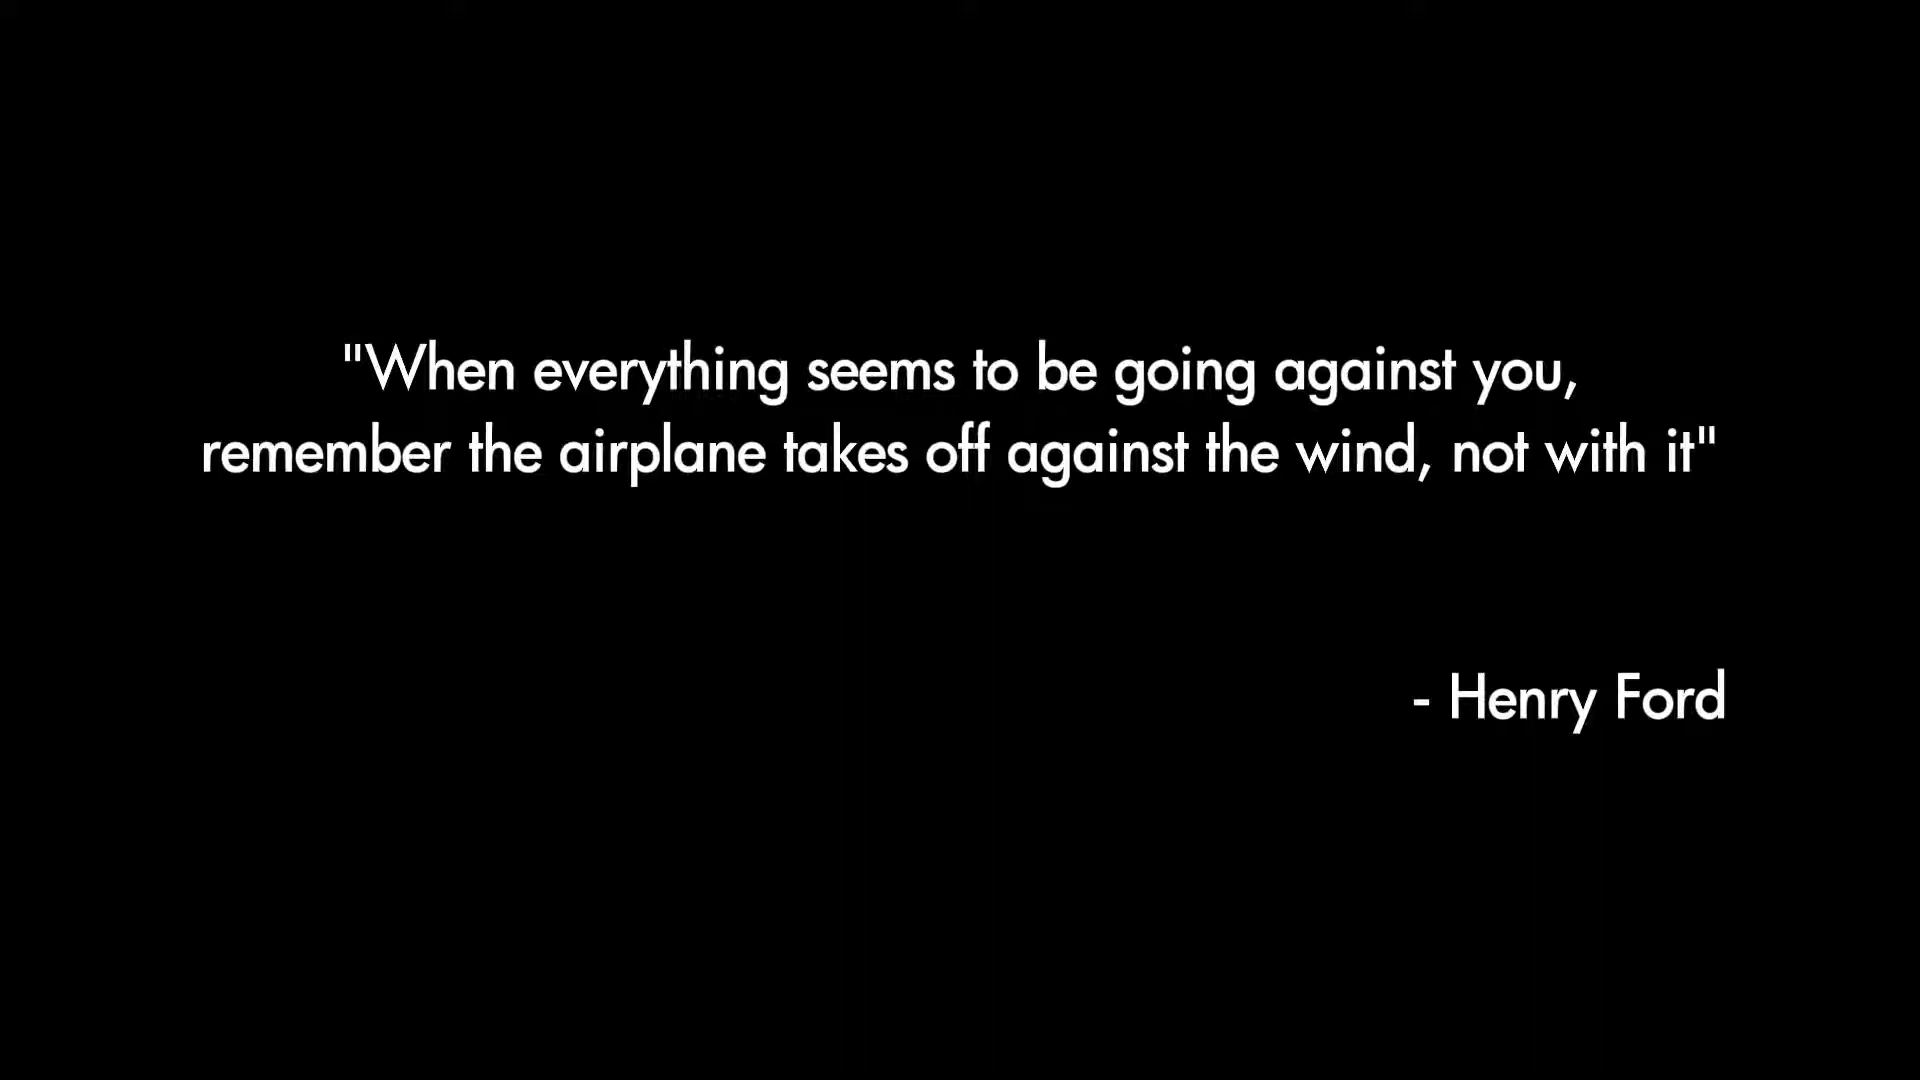 "When everything seems to be going against you,
remember the airplane takes off against the wind, not with it"
- Henry Ford